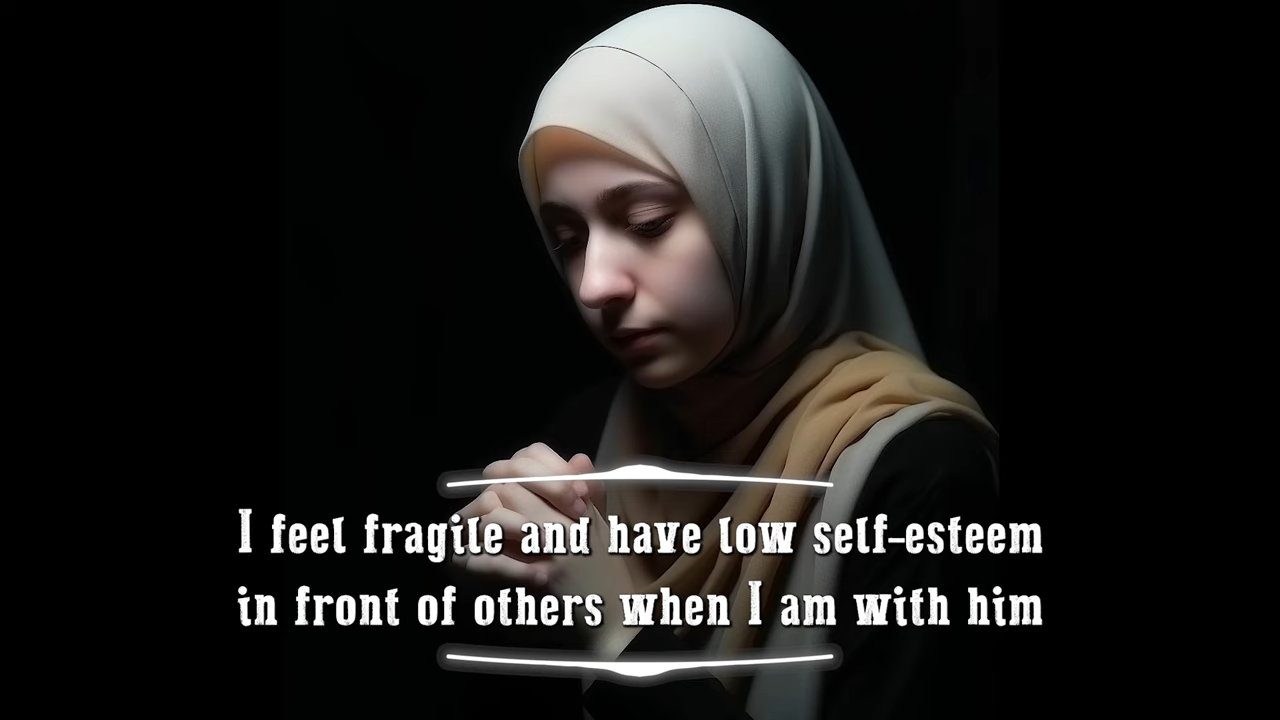 I feel fragile and have low self-esteem
in front of others when I am with him